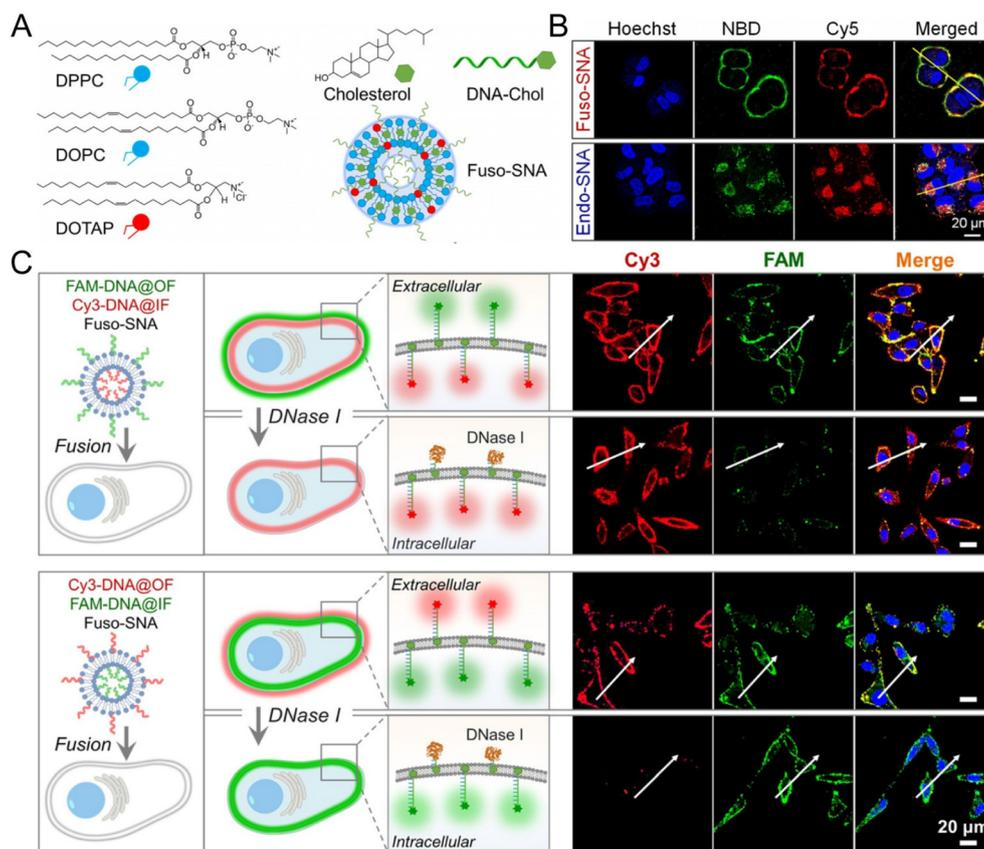 A
HO
O
O
O
O
H
O
P
O
O⁻
O
N⁺
DPPC
Cholesterol
DNA-Chol
DOPC
Fuso-SNA
DOTAP
Cl⁻
B
Hoechst NBD Cy5 Merged
Fuso-SNA
Endo-SNA
20 µm
C
Cy3 FAM Merge
FAM-DNA@OF
Cy3-DNA@IF
Fuso-SNA
Fusion
DNase I
Extracellular
DNase I
Intracellular
Cy3-DNA@OF
FAM-DNA@IF
Fuso-SNA
Fusion
DNase I
Extracellular
DNase I
Intracellular
20 µm